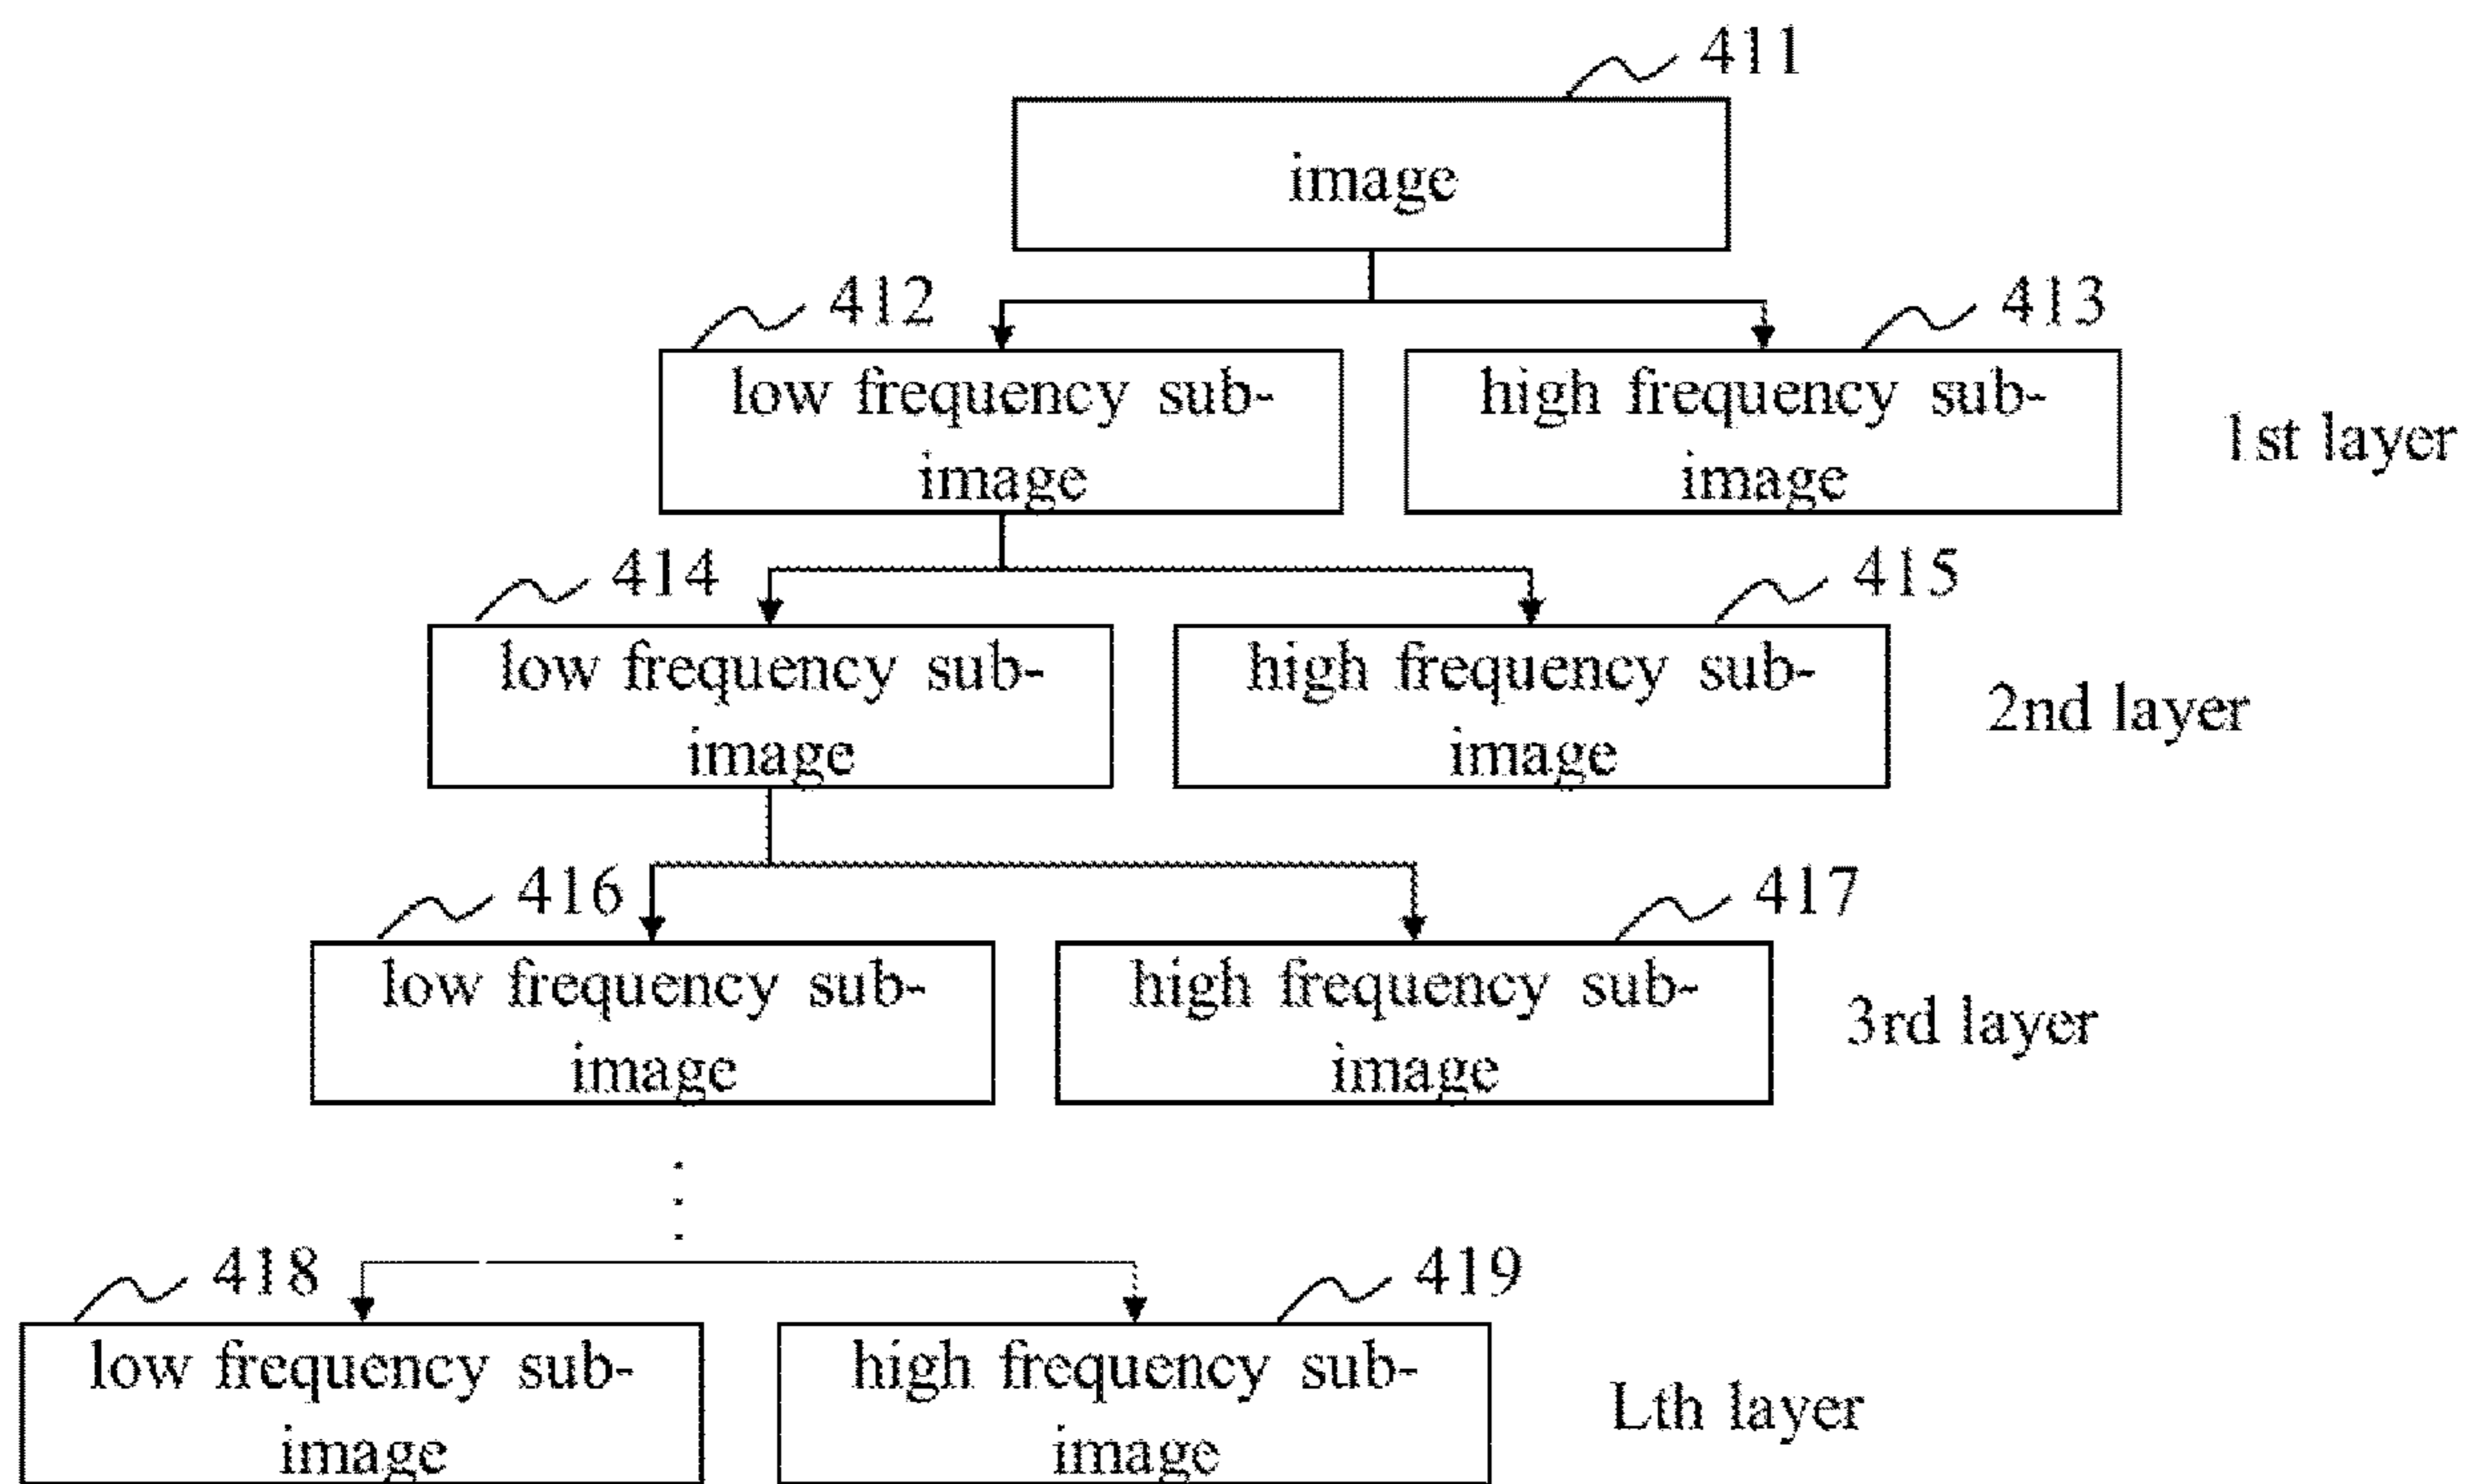 411
image
412
413
low frequency sub-
image
high frequency sub-
image
1st layer
414
415
low frequency sub-
image
high frequency sub-
image
2nd layer
416
417
low frequency sub-
image
high frequency sub-
image
3rd layer
418
419
low frequency sub-
image
high frequency sub-
image
Lth layer